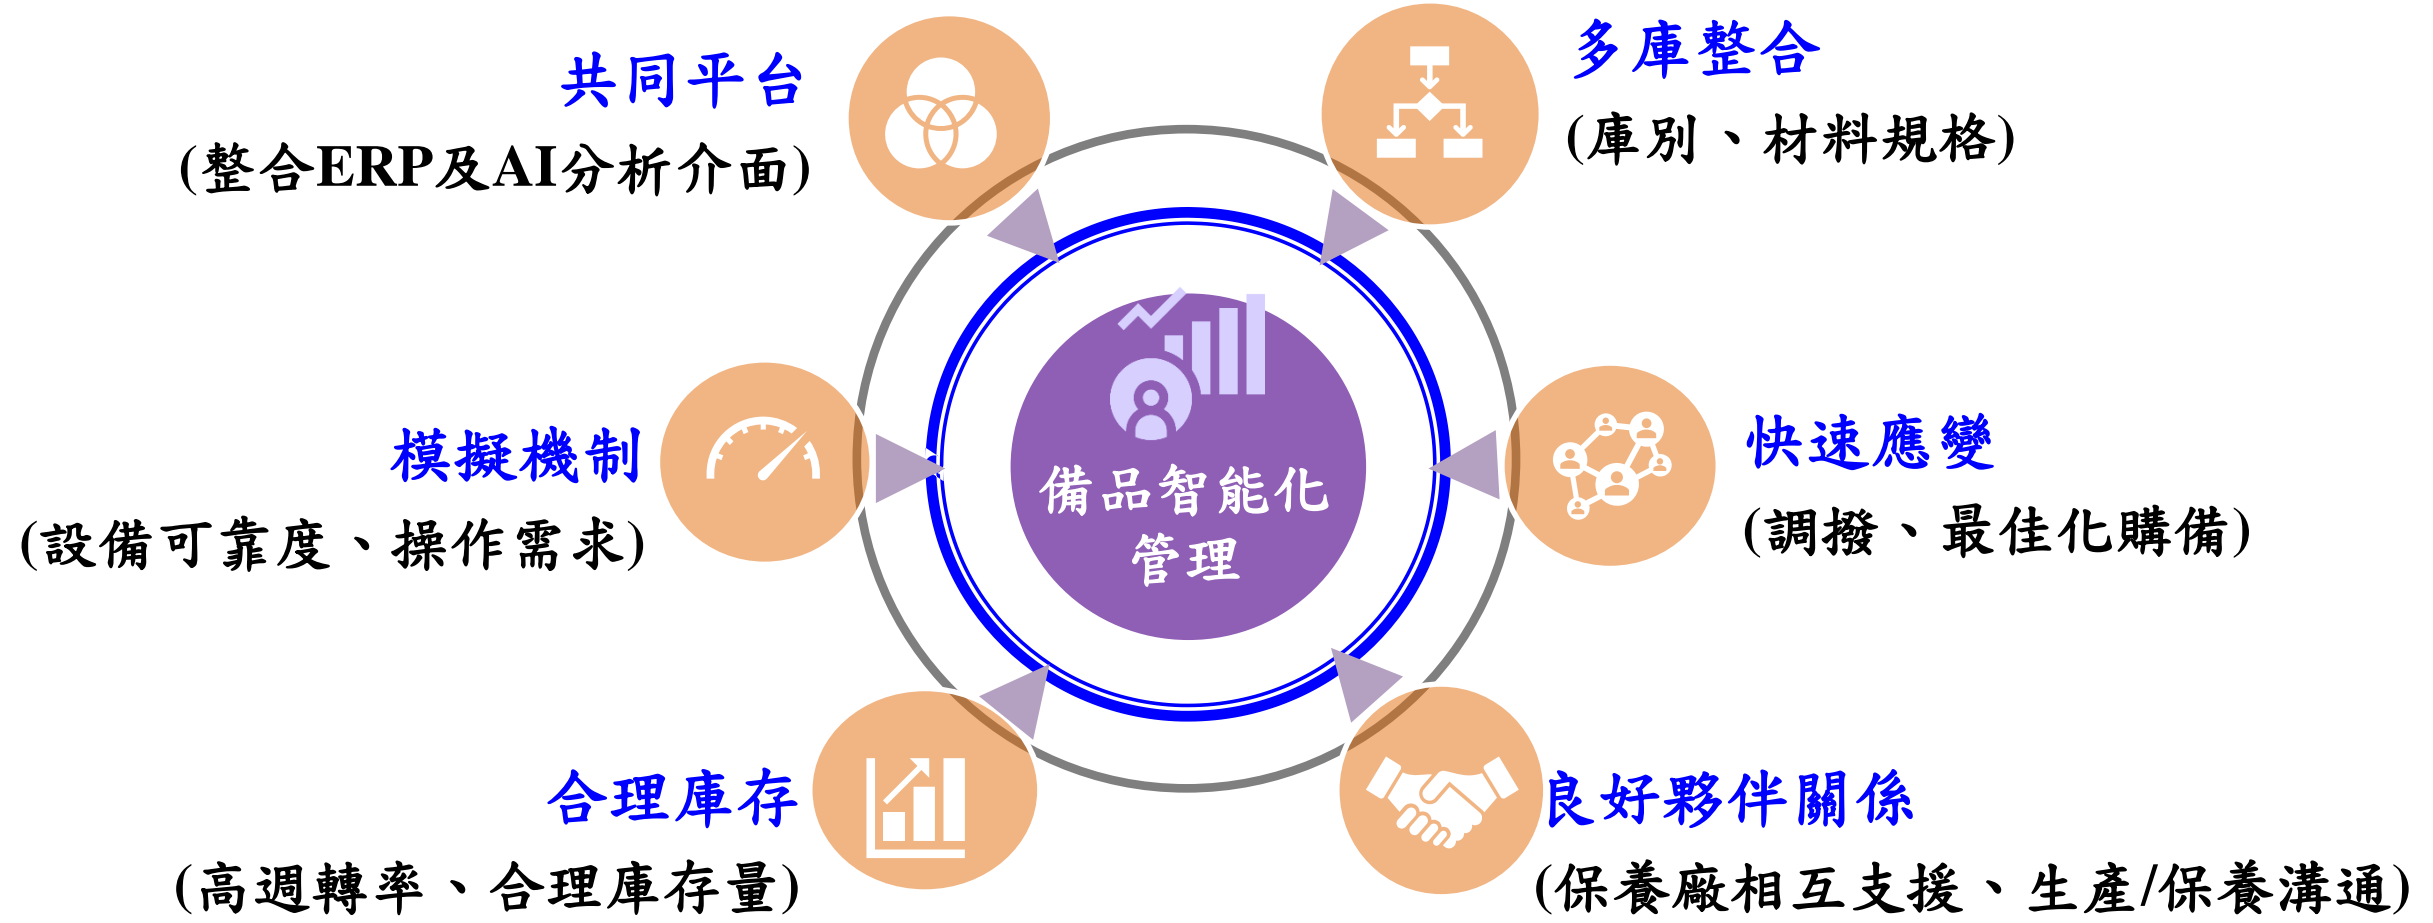 共同平台
(整合ERP及AI分析介面)
多庫整合
(庫別、材料規格)
模擬機制
(設備可靠度、操作需求)
備品智能化
管理
快速應變
(調撥、最佳化購備)
合理庫存
(高週轉率、合理庫存量)
良好夥伴關係
(保養廠相互支援、生產/保養溝通)